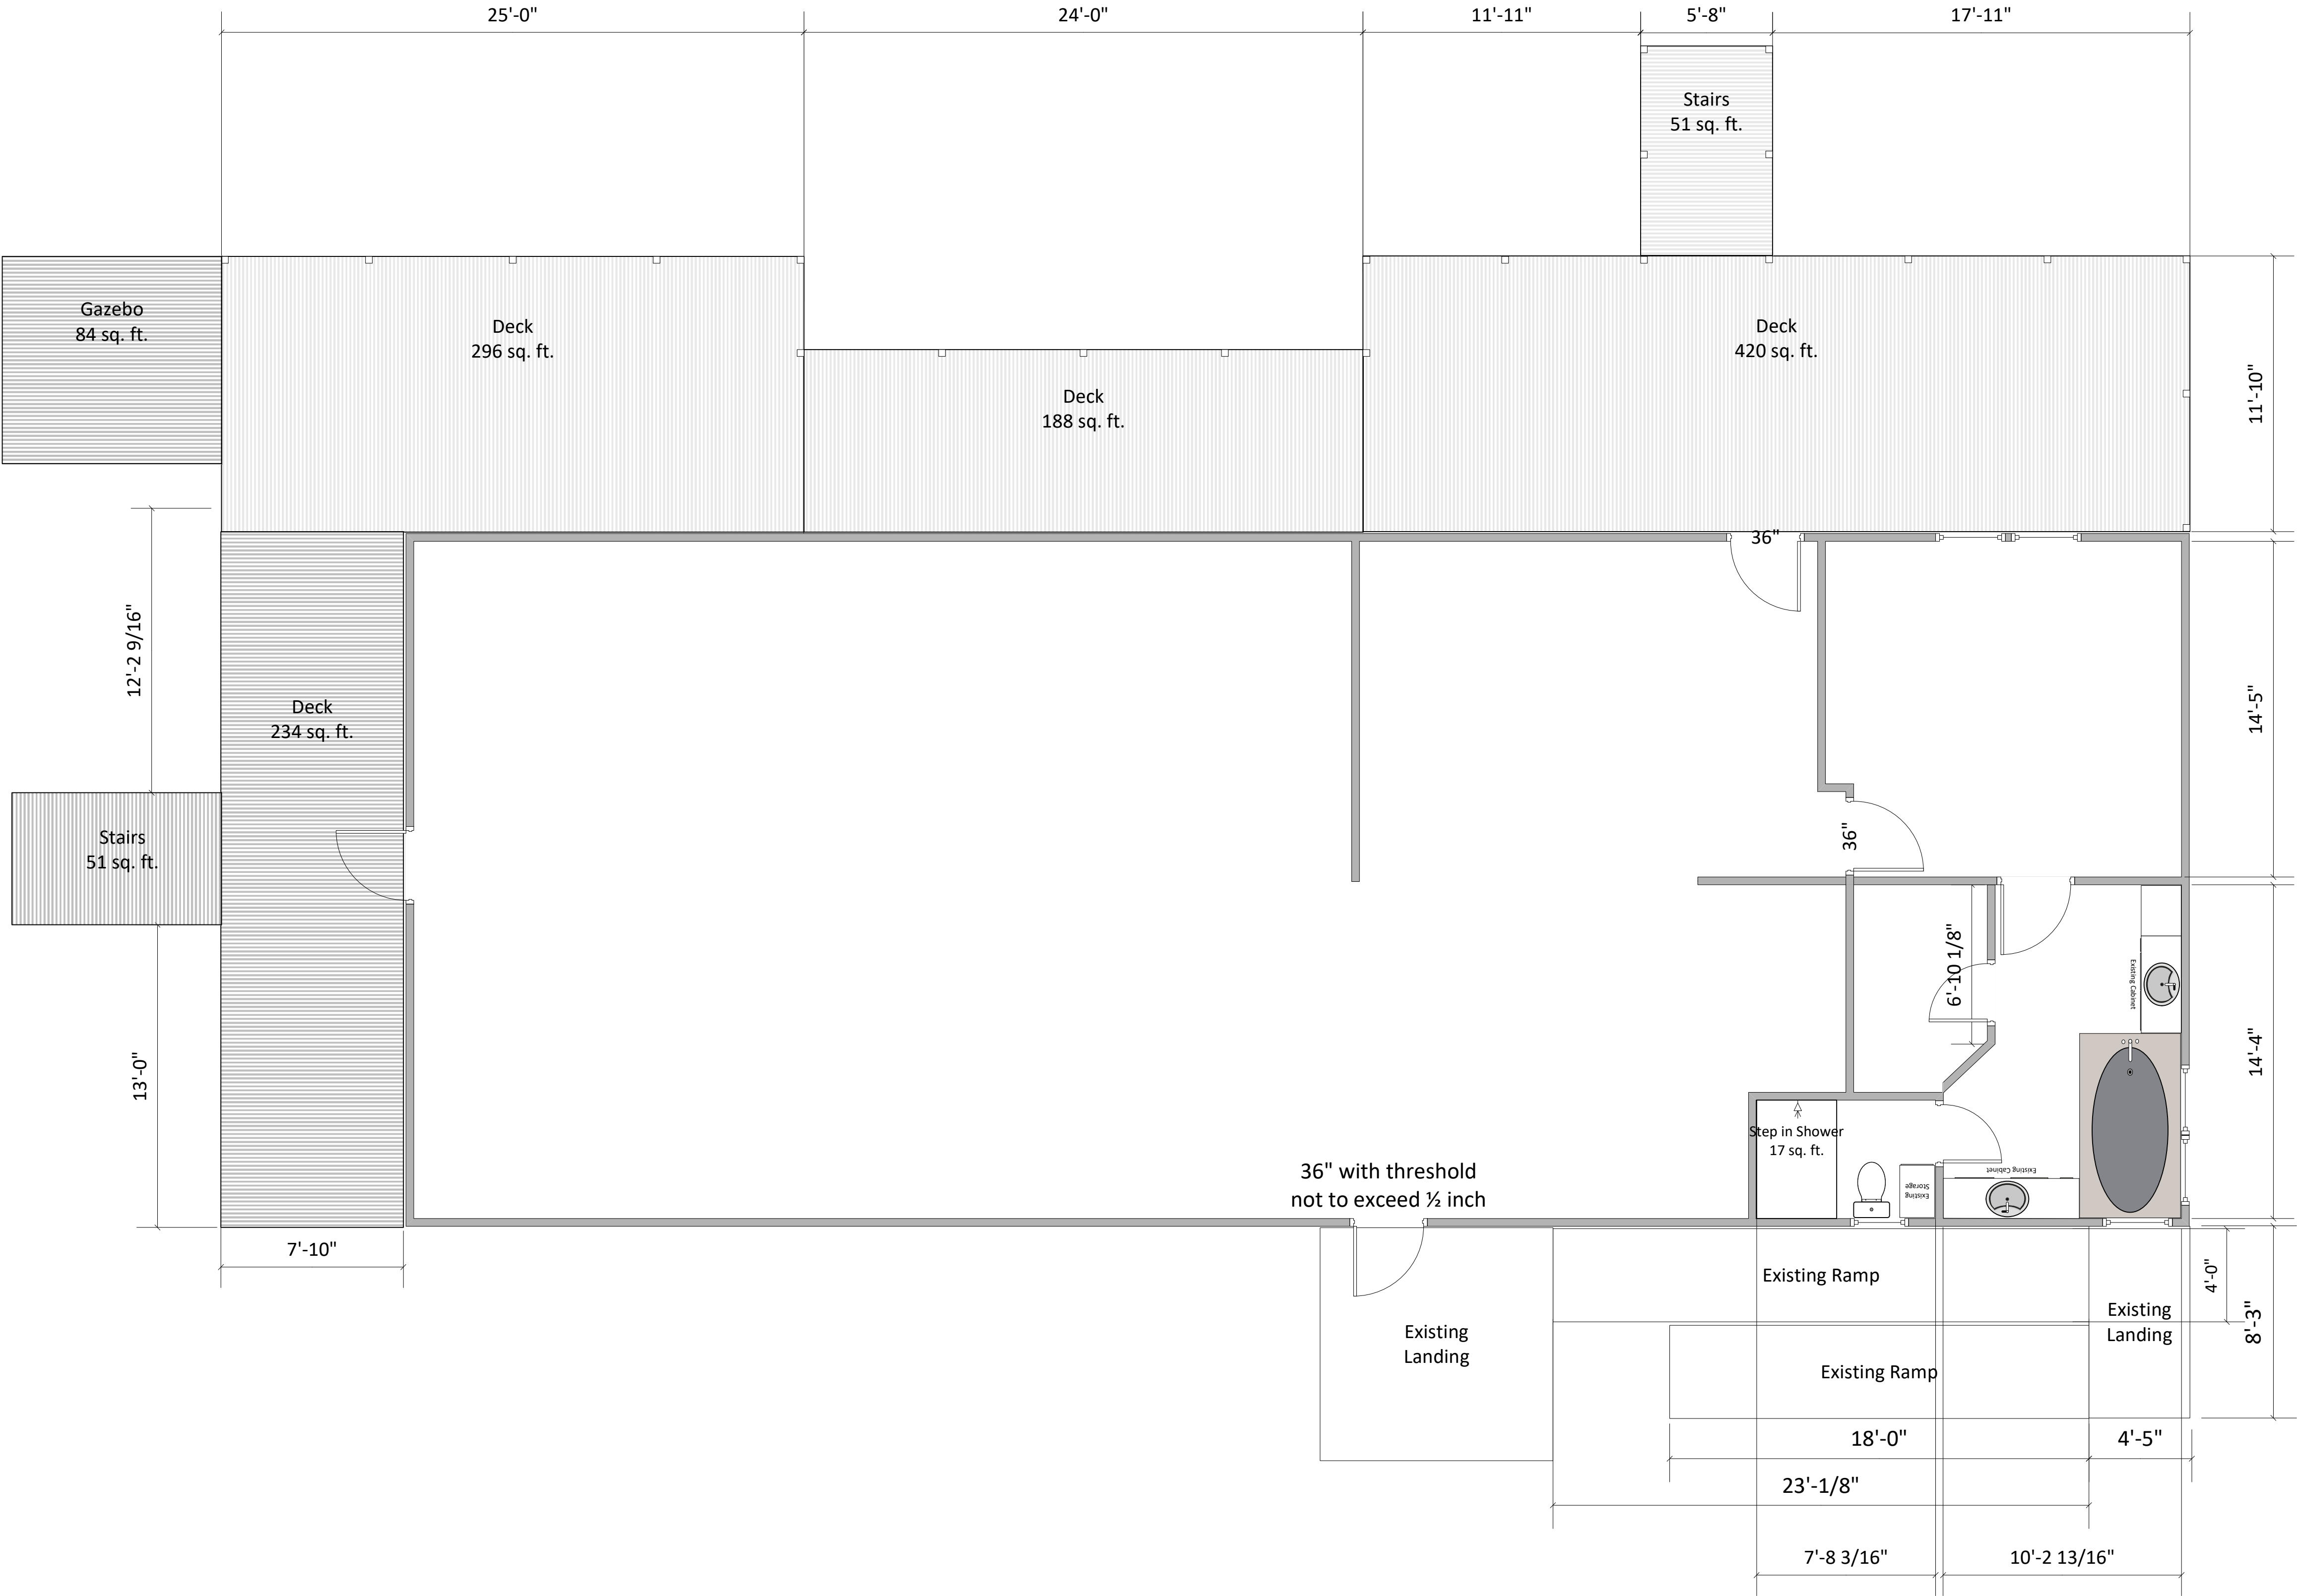 25'-0"
24'-0"
11'-11"
5'-8"
17'-11"
Stairs
51 sq. ft.
Gazebo
84 sq. ft.
Deck
296 sq. ft.
Deck
188 sq. ft.
Deck
420 sq. ft.
11'-10"
36"
12'-2 9/16"
Deck
234 sq. ft.
14'-5"
Stairs
51 sq. ft.
36"
6'-10 1/8"
Existing Cabinet
13'-0"
14'-4"
Step in Shower
17 sq. ft.
36" with threshold
not to exceed ½ inch
Existing
Storage
Existing Cabinet
7'-10"
Existing Ramp
4'-0"
Existing
Landing
Existing
Landing
8'-3"
Existing Ramp
18'-0"
4'-5"
23'-1/8"
7'-8 3/16"
10'-2 13/16"